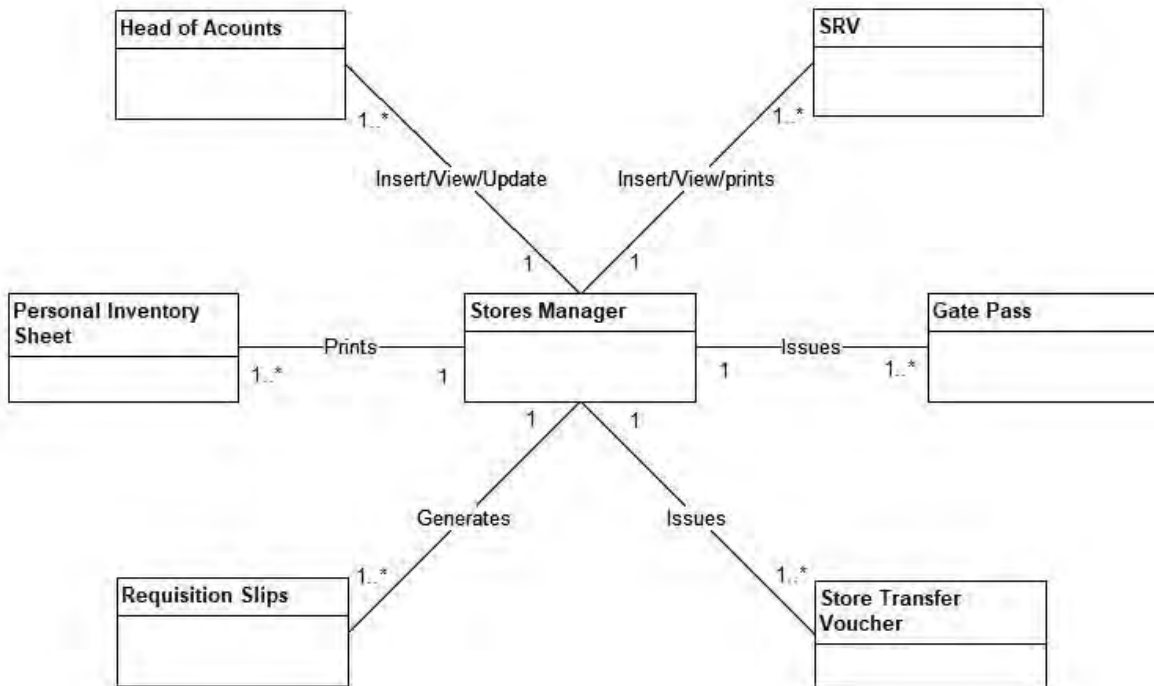 Head of Acounts
SRV
1..*
1..*
Insert/View/Update
Insert/View/prints
1
1
Personal Inventory
Sheet
Stores Manager
Gate Pass
Prints
Issues
1..*
1
1
1..*
1
1
Generates
Issues
1..*
1..*
Requisition Slips
Store Transfer
Voucher